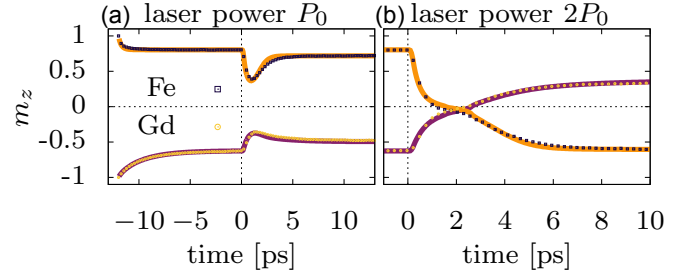 (a) laser power P₀
(b) laser power 2P₀
1
0.5
0
-0.5
-1
m_z
Fe
Gd
−10 −5 0 5 10
time [ps]
0 2 4 6 8 10
time [ps]